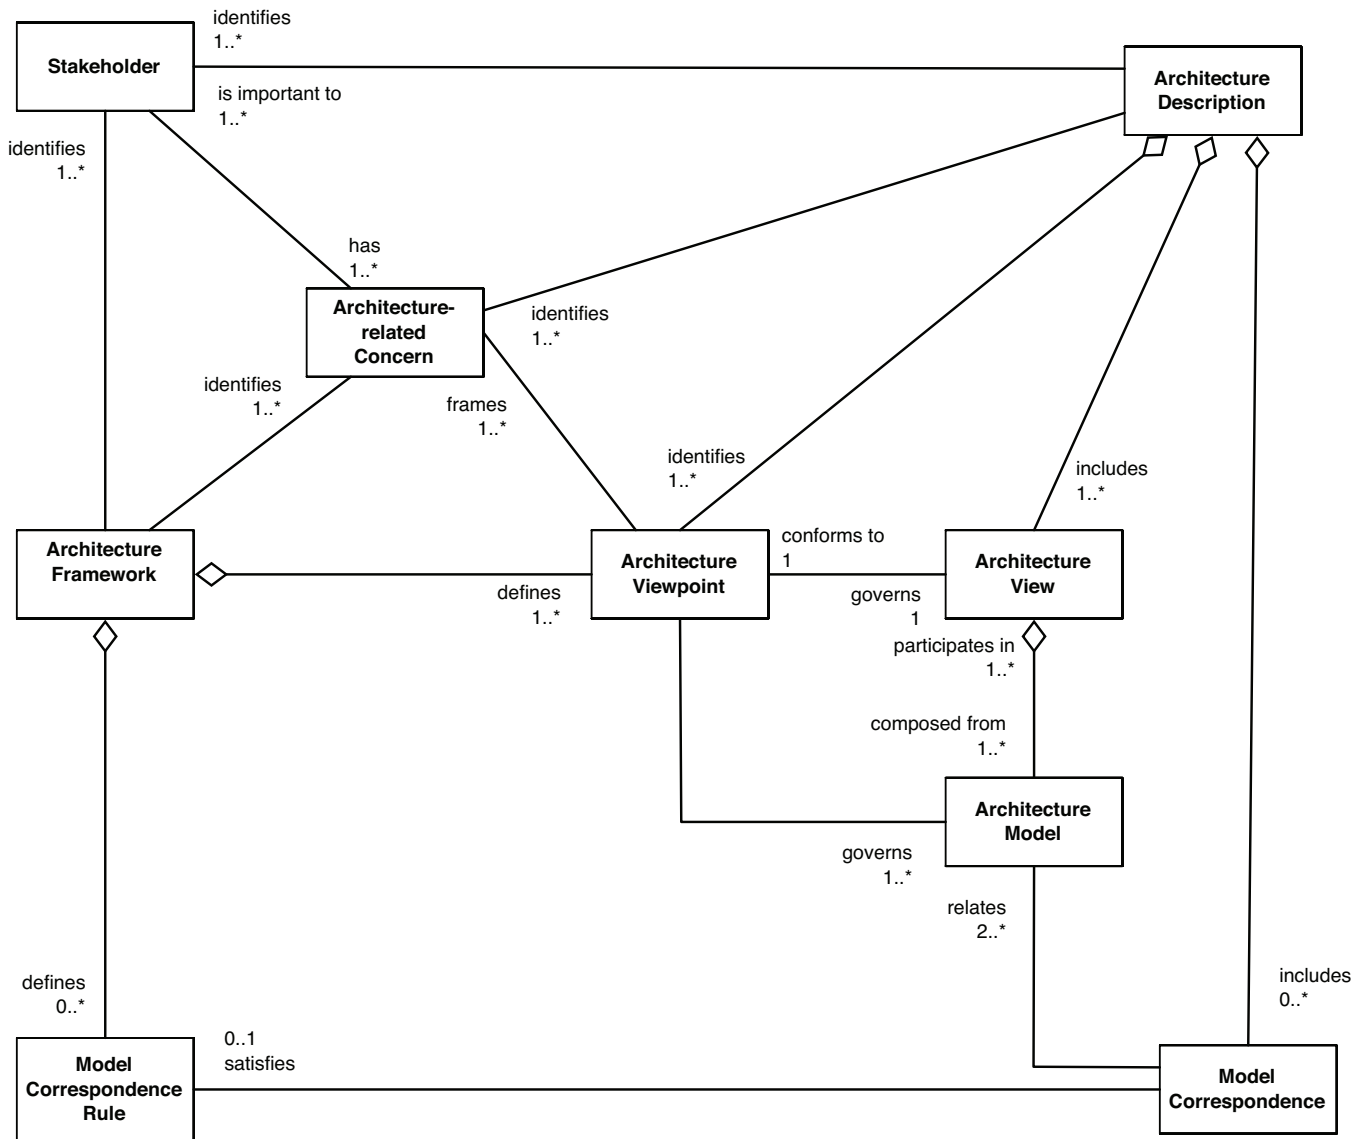 identifies
1..*
Stakeholder
Architecture
Description
is important to
1..*
identifies
1..*
has
1..*
Architecture-
related
Concern
identifies
1..*
identifies
1..*
frames
1..*
identifies
1..*
includes
1..*
Architecture
Framework
Architecture
Viewpoint
conforms to
1
Architecture
View
defines
1..*
governs
1
participates in
1..*
composed from
1..*
Architecture
Model
governs
1..*
relates
2..*
defines
0..*
includes
0..*
0..1
satisfies
Model
Correspondence
Rule
Model
Correspondence